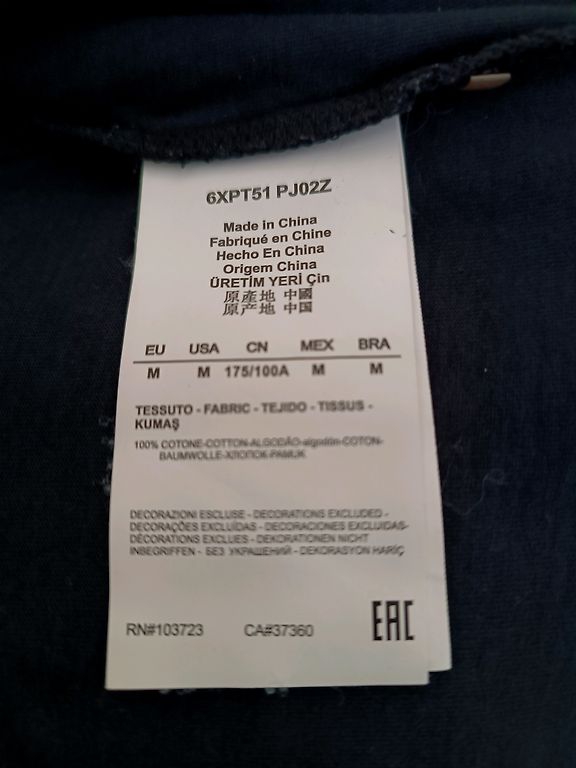 6XPT51 PJ02Z
Made in China
Fabriqué en Chine
Hecho En China
Origem China
ÜRETİM YERİ Çin
原產地 中國
原产地 中国
EU USA CN MEX BRA
M M 175/100A M M
TESSUTO - FABRIC - TEJIDO - TISSUS -
KUMAŞ
100% COTONE-COTTON-ALGODÃO-algodón-COTON-
BAUMWOLLE-ХЛОПОК-PAMUK
DECORAZIONI ESCLUSE - DECORATIONS EXCLUDED -
DECORAÇÕES EXCLUÍDAS - DECORACIONES EXCLUIDAS-
DÉCORATIONS EXCLUES - DEKORATIONEN NICHT
INBEGRIFFEN - БЕЗ УКРАШЕНИЙ - DEKORASYON HARİÇ
RN#103723 CA#37360 EAC